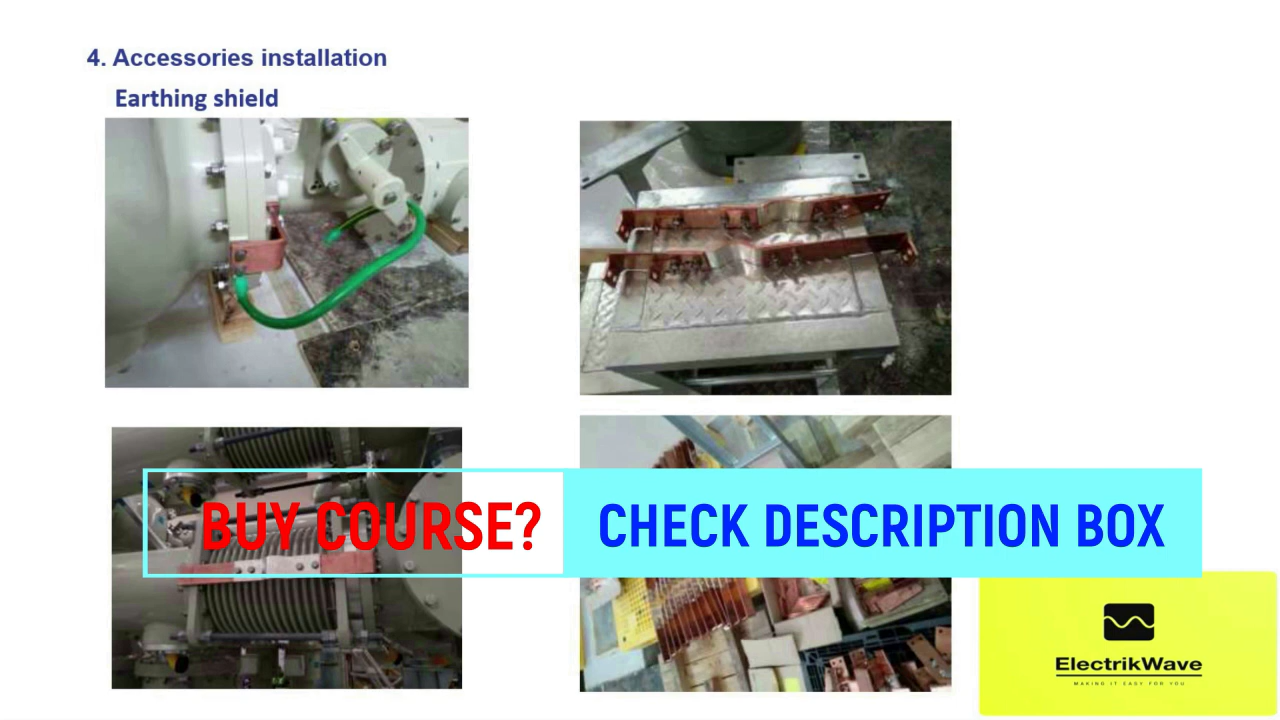 4. Accessories installation
Earthing shield
BUY COURSE?
CHECK DESCRIPTION BOX
ElectrikWave
MAKING IT EASY FOR YOU